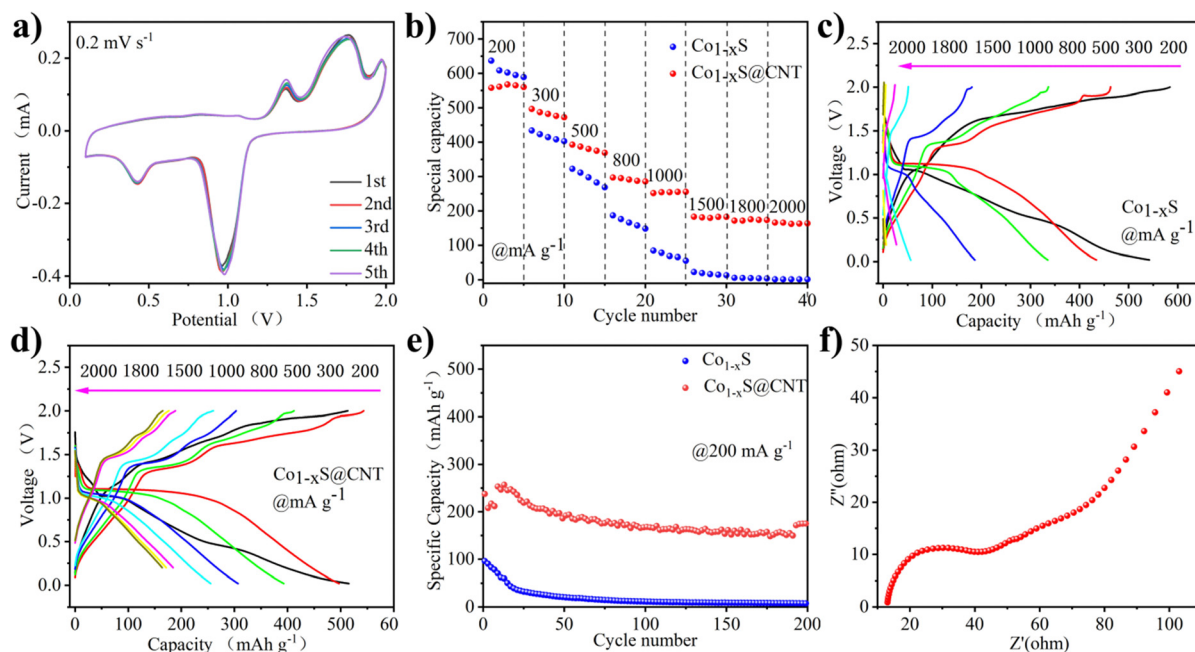 a)
0.2 mV s⁻¹
0.2
0.0
-0.2
-0.4
Current (mA)
0.0
0.5
1.0
1.5
2.0
Potential (V)
1st
2nd
3rd
4th
5th
b)
700
600
500
400
300
200
100
0
Special capacity
200
300
500
800
1000
1500
1800
2000
Co₁₋ₓS
Co₁₋ₓS@CNT
@mA g⁻¹
0
10
20
30
40
Cycle number
c)
2.5
2.0
1.5
1.0
0.5
0.0
Voltage (V)
2000 1800 1500 1000 800 500 300 200
Co₁₋ₓS
@mA g⁻¹
0 100 200 300 400 500 600
Capacity (mAh g⁻¹)
d)
2.5
2.0
1.5
1.0
0.5
0.0
Voltage (V)
2000 1800 1500 1000 800 500 300 200
Co₁₋ₓS@CNT
@mA g⁻¹
0 100 200 300 400 500 60
Capacity (mAh g⁻¹)
e)
500
400
300
200
100
0
Specific Capacity (mAh g⁻¹)
Co₁₋ₓS
Co₁₋ₓS@CNT
@200 mA g⁻¹
0
50
100
150
200
Cycle number
f)
50
40
30
20
10
0
Z''(ohm)
20
40
60
80
100
Z'(ohm)